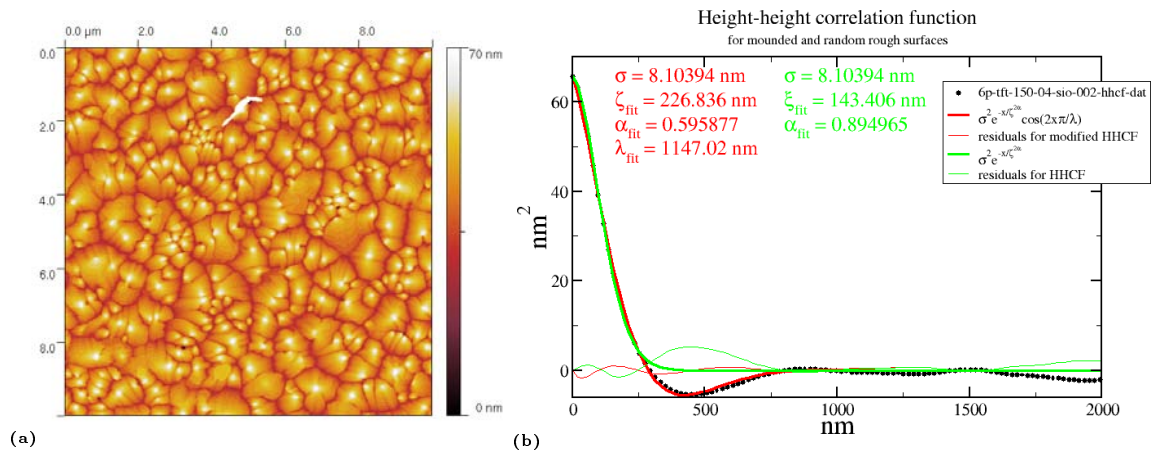 0.0 µm 2.0 4.0 6.0 8.0
0.0
2.0
4.0
6.0
8.0
70 nm
0 nm
(a)
Height-height correlation function
for mounded and random rough surfaces
σ = 8.10394 nm
ζfit = 226.836 nm
αfit = 0.595877
λfit = 1147.02 nm
σ = 8.10394 nm
ξfit = 143.406 nm
αfit = 0.894965
6p-tft-150-04-sio-002-hhcf-dat
σ²e^-x/ζ^2α cos(2xπ/λ)
residuals for modified HHCF
σ²e^-x/ζ^2α
residuals for HHCF
60
40
20
0
nm²
0 500 1000 1500 2000
nm
(b)